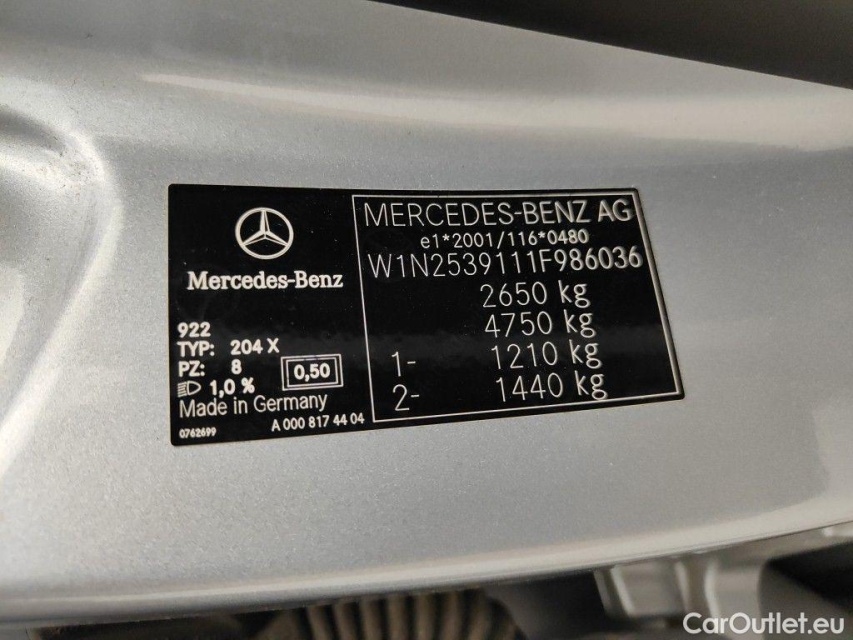 Mercedes-Benz
922
TYP: 204 X
PZ: 8
0,50
1,0 %
Made in Germany
0762699
A 000 817 44 04
MERCEDES-BENZ AG
e1*2001/116*0480
W1N2539111F986036
2650 kg
4750 kg
1- 1210 kg
2- 1440 kg
CarOutlet.eu